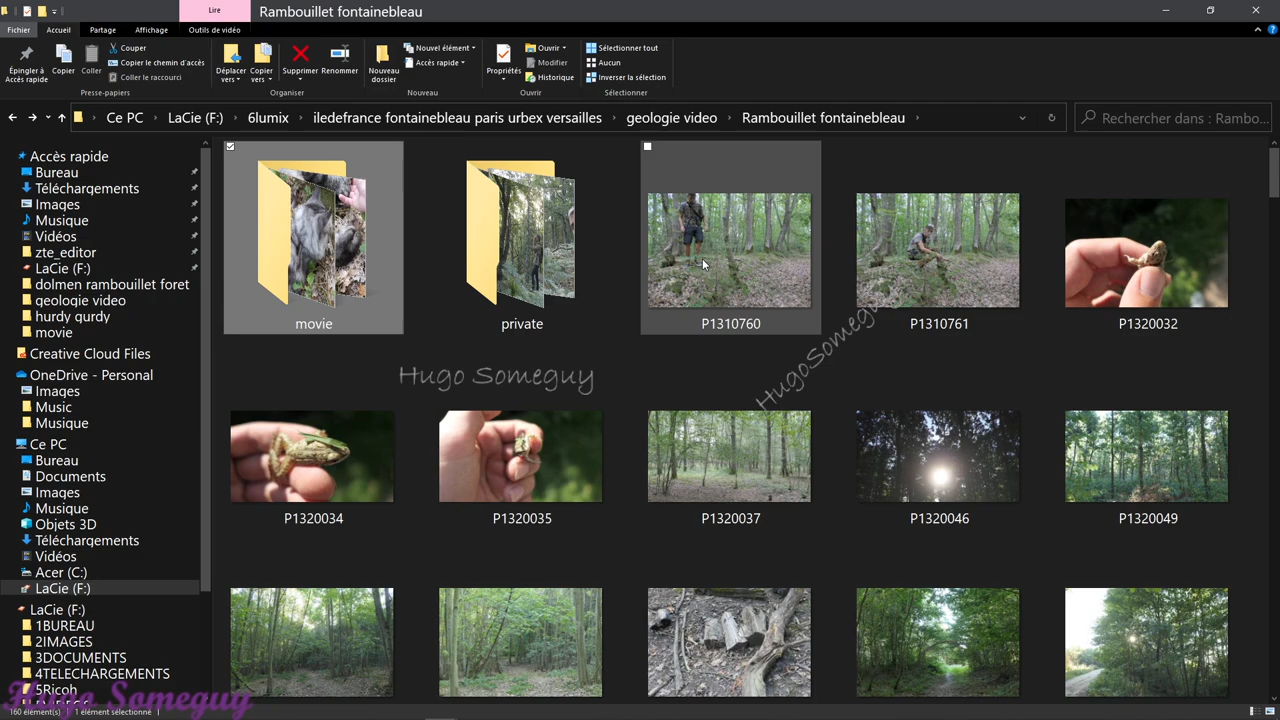 Lire
Rambouillet fontainebleau
Fichier Accueil Partage Affichage Outils de vidéo
Épingler à Accès rapide
Copier
Coller
Couper
Copier le chemin d'accès
Coller le raccourci
Presse-papiers
Déplacer vers
Copier vers
Supprimer
Renommer
Organiser
Nouveau dossier
Nouvel élément
Accès rapide
Nouveau
Propriétés
Ouvrir
Modifier
Historique
Ouvrir
Sélectionner tout
Aucun
Inverser la sélection
Sélectionner
Ce PC LaCie (F:) 6lumix iledefrance fontainebleau paris urbex versailles geologie video Rambouillet fontainebleau
Rechercher dans : Rambo...
Accès rapide
Bureau
Téléchargements
Images
Musique
Vidéos
zte_editor
LaCie (F:)
dolmen rambouillet foret
geologie video
hurdy qurdy
movie
Creative Cloud Files
OneDrive - Personal
Images
Music
Musique
Ce PC
Bureau
Documents
Images
Musique
Objets 3D
Téléchargements
Vidéos
Acer (C:)
LaCie (F:)
LaCie (F:)
1BUREAU
2IMAGES
3DOCUMENTS
4TELECHARGEMENTS
5Ricoh
movie private P1310760 P1310761 P1320032
Hugo Someguy
HugoSomeguy
P1320034 P1320035 P1320037 P1320046 P1320049
Hugo Someguy
160 élément(s) 1 élément sélectionné